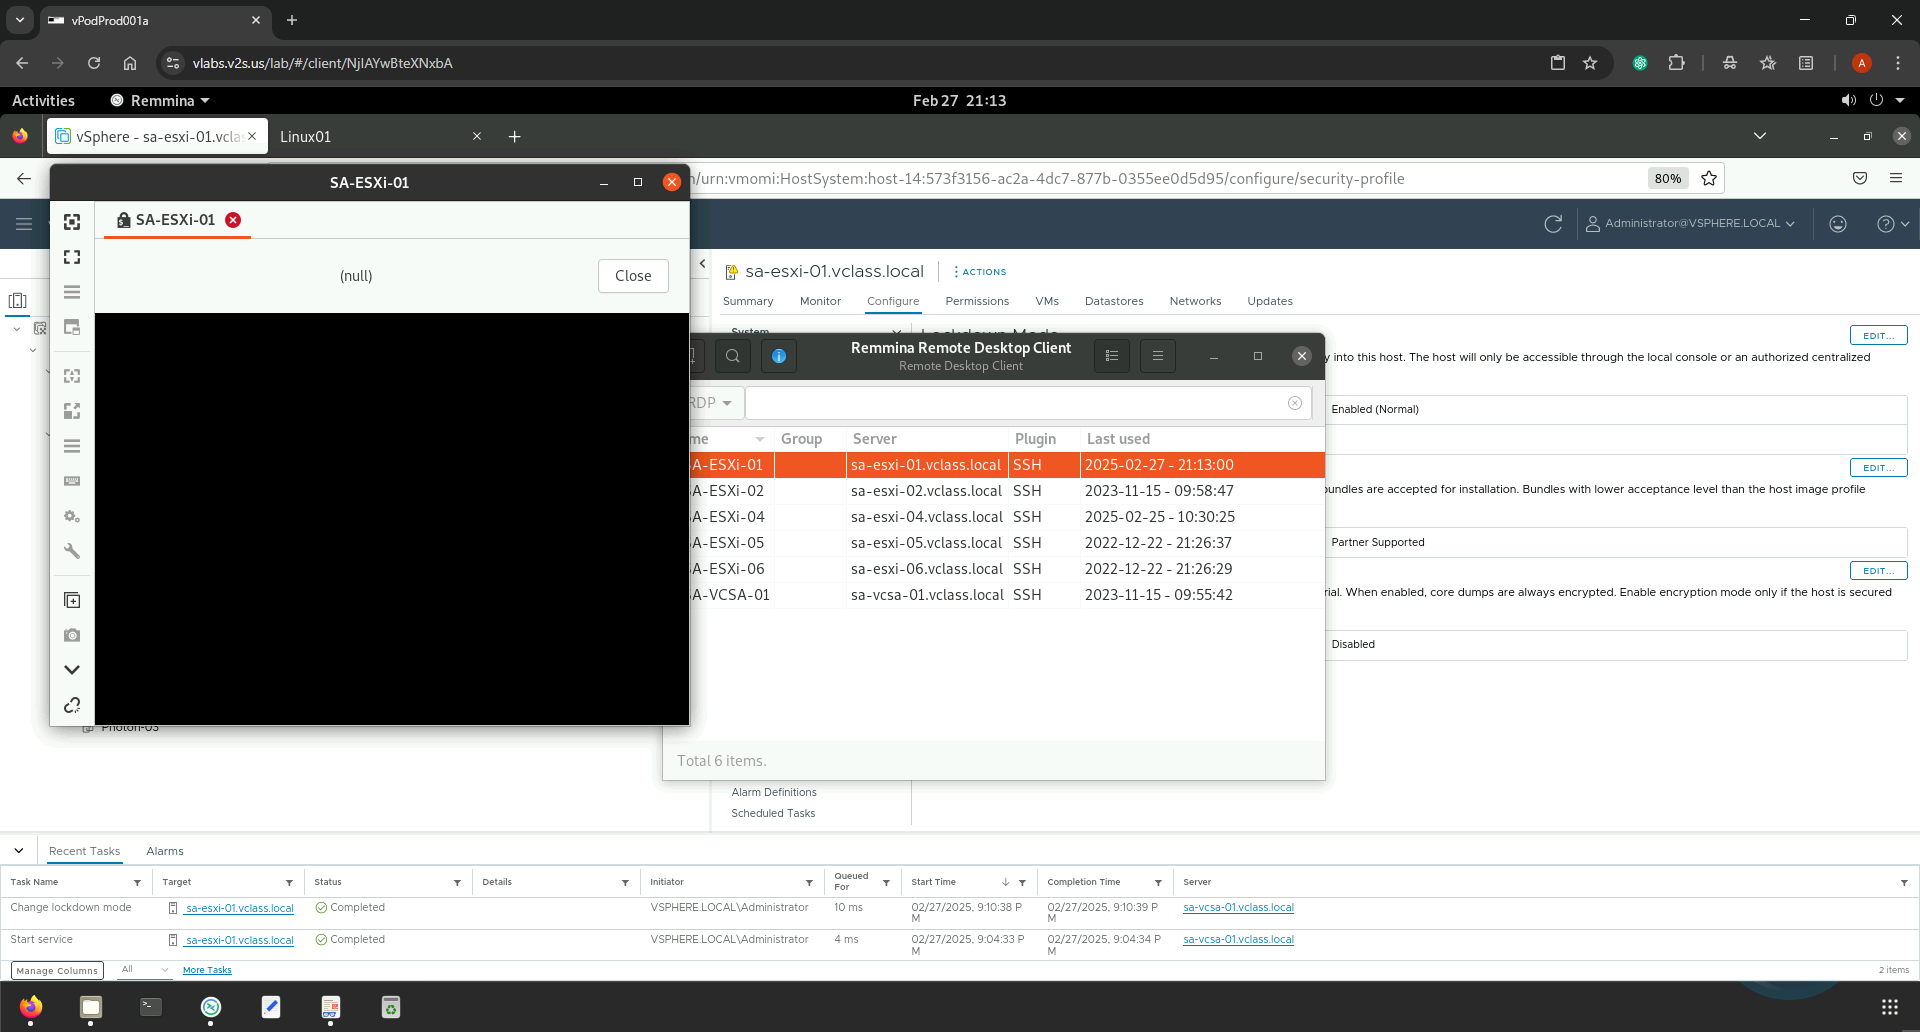 vPodProd001a
vlabs.v2s.us/lab/#/client/NjIAYwBteXNxbA
A
Activities
Remmina
Feb 27 21:13
vSphere - sa-esxi-01.vclas
Linux01
n/urn:vmomi:HostSystem:host-14:573f3156-ac2a-4dc7-877b-0355ee0d5d95/configure/security-profile
80%
SA-ESXi-01
Administrator@VSPHERE.LOCAL
SA-ESXi-01
(null)
Close
sa-esxi-01.vclass.local
ACTIONS
Summary
Monitor
Configure
Permissions
VMs
Datastores
Networks
Updates
System
Lockdown Mode
EDIT...
y into this host. The host will only be accessible through the local console or an authorized centralized
Remmina Remote Desktop Client
Remote Desktop Client
RDP
me
Group
Server
Plugin
Last used
A-ESXi-01 sa-esxi-01.vclass.local SSH 2025-02-27 - 21:13:00
A-ESXi-02 sa-esxi-02.vclass.local SSH 2023-11-15 - 09:58:47
A-ESXi-04 sa-esxi-04.vclass.local SSH 2025-02-25 - 10:30:25
A-ESXi-05 sa-esxi-05.vclass.local SSH 2022-12-22 - 21:26:37
A-ESXi-06 sa-esxi-06.vclass.local SSH 2022-12-22 - 21:26:29
A-VCSA-01 sa-vcsa-01.vclass.local SSH 2023-11-15 - 09:55:42
Total 6 items.
Enabled (Normal)
EDIT...
bundles are accepted for installation. Bundles with lower acceptance level than the host image profile
Partner Supported
EDIT...
rial. When enabled, core dumps are always encrypted. Enable encryption mode only if the host is secured
Disabled
Photon-03
Alarm Definitions
Scheduled Tasks
Recent Tasks
Alarms
Task Name
Target
Status
Details
Initiator
Queued
For
Start Time
Completion Time
Server
Change lockdown mode sa-esxi-01.vclass.local Completed VSPHERE.LOCAL\Administrator 10 ms 02/27/2025, 9:10:38 P 02/27/2025, 9:10:39 P sa-vcsa-01.vclass.local
M M
Start service sa-esxi-01.vclass.local Completed VSPHERE.LOCAL\Administrator 4 ms 02/27/2025, 9:04:33 P 02/27/2025, 9:04:34 P sa-vcsa-01.vclass.local
M M
Manage Columns
All
More Tasks
2 items